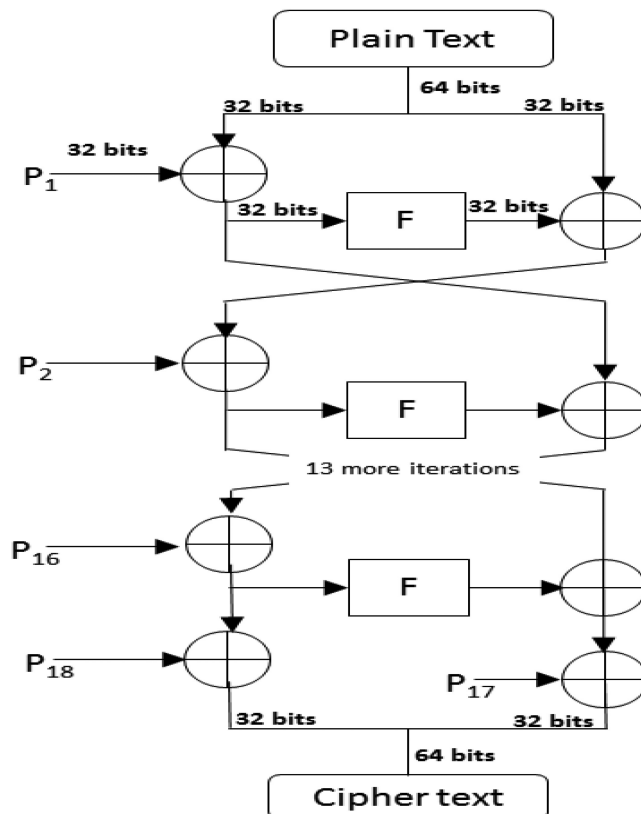 Plain Text
64 bits
32 bits
32 bits
32 bits
P1
32 bits
F
32 bits
P2
F
13 more iterations
P16
F
P18
P17
32 bits
32 bits
64 bits
Cipher text